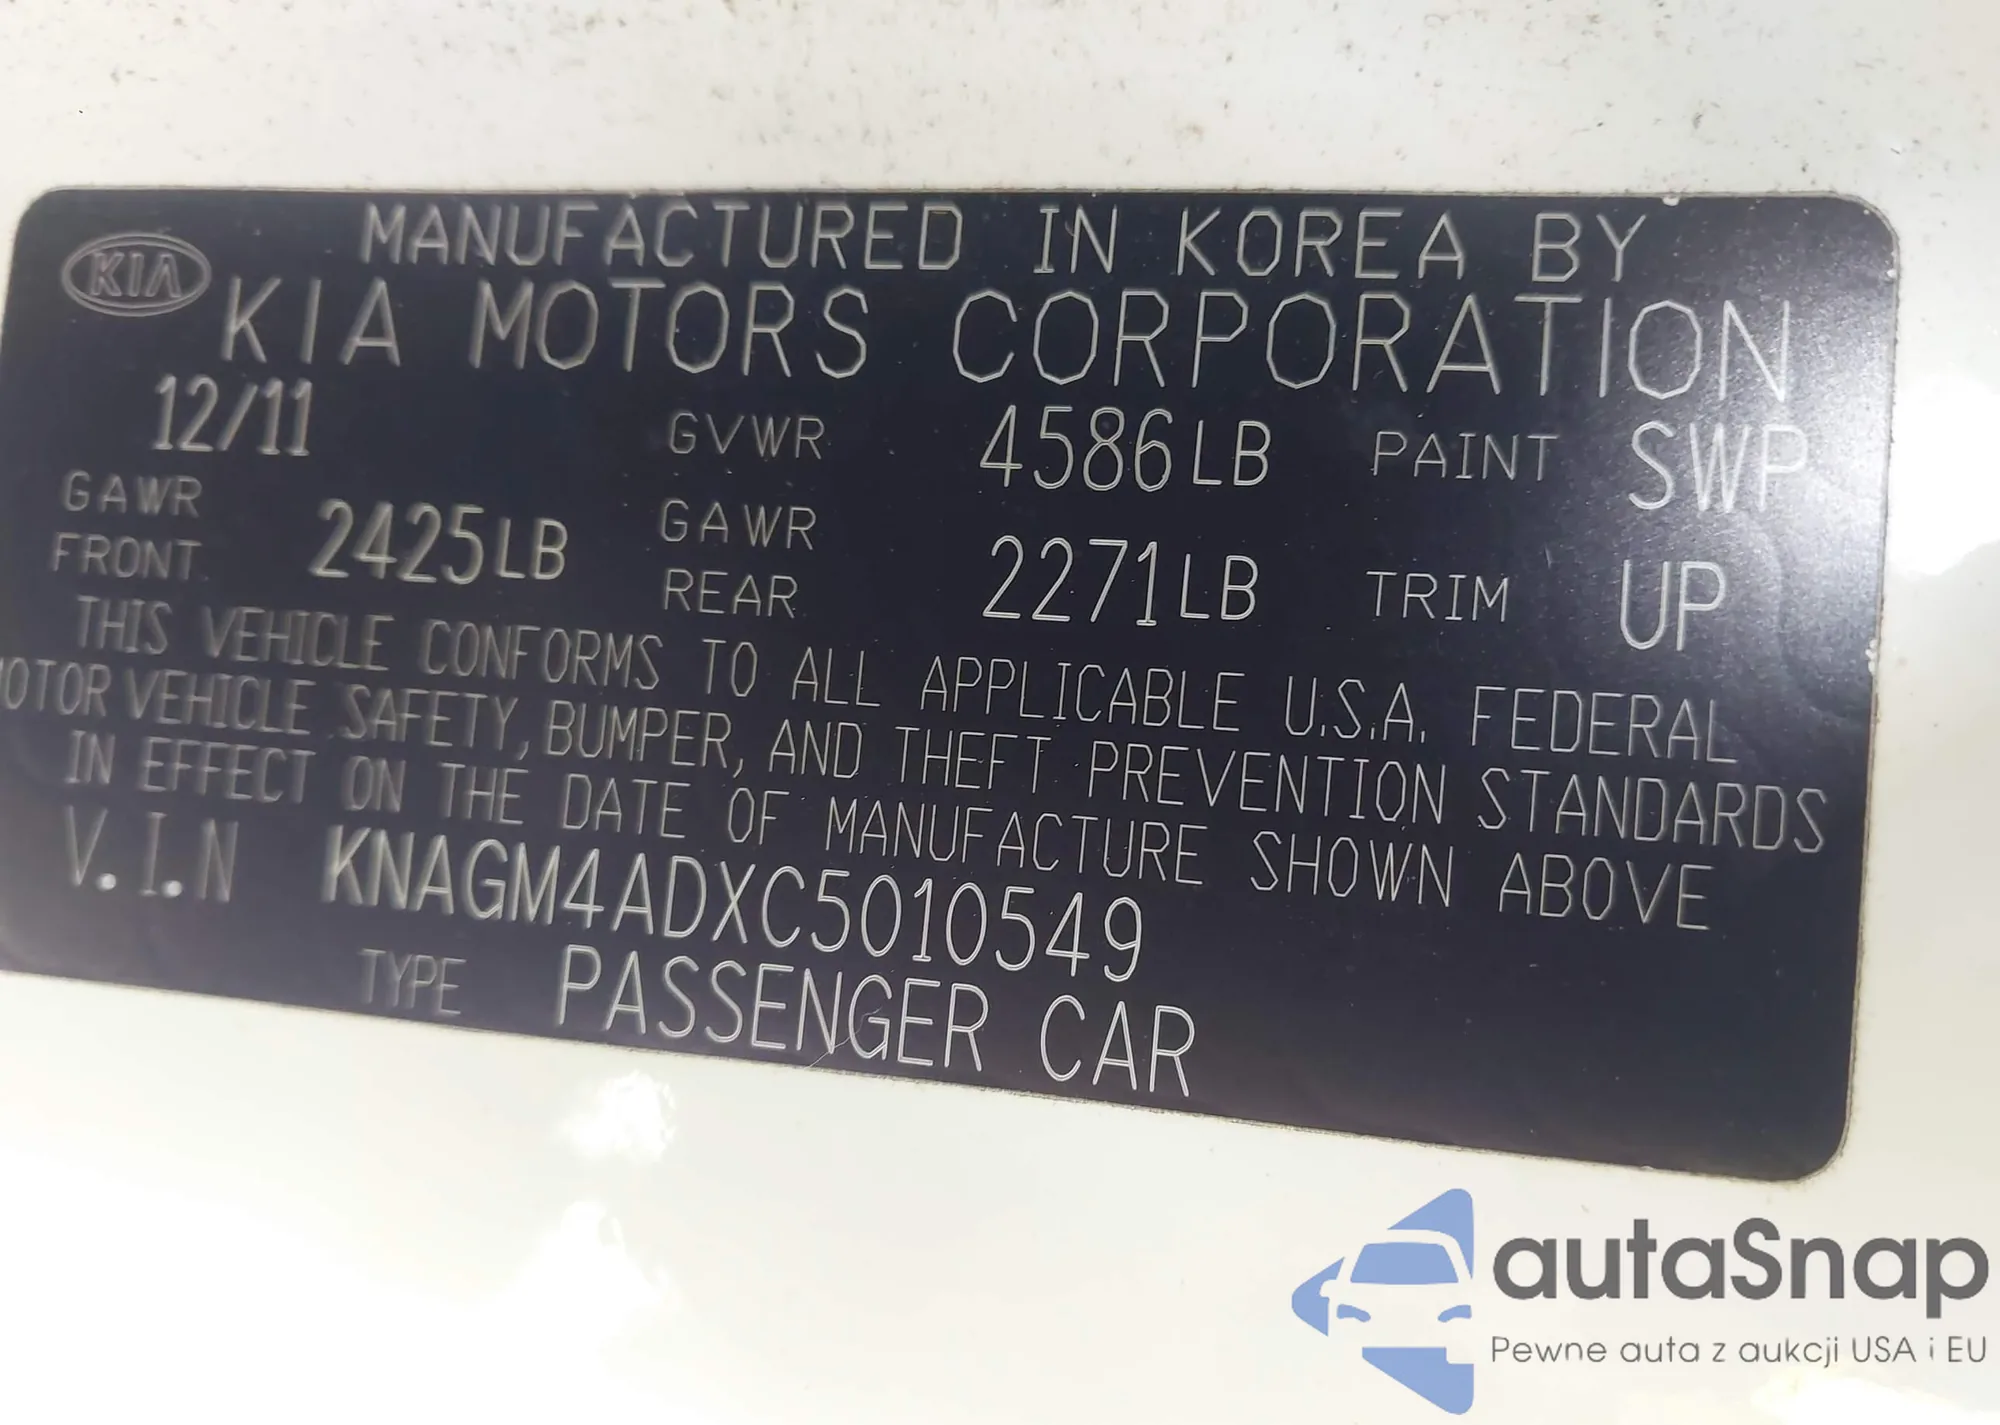 MANUFACTURED IN KOREA BY
KIA KIA MOTORS CORPORATION
12/11 GVWR 4586LB PAINT SWP
GAWR FRONT 2425LB GAWR REAR 2271LB TRIM UP
THIS VEHICLE CONFORMS TO ALL APPLICABLE U.S.A. FEDERAL
MOTOR VEHICLE SAFETY, BUMPER, AND THEFT PREVENTION STANDARDS
IN EFFECT ON THE DATE OF MANUFACTURE SHOWN ABOVE
V.I.N KNAGM4ADXC5010549
TYPE PASSENGER CAR
autaSnap
Pewne auta z aukcji USA i EU